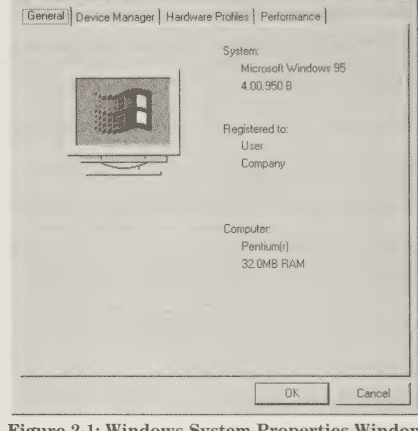 General Device Manager Hardware Profiles Performance
System:
Microsoft Windows 95
4.00.950 B
Registered to:
User
Company
Computer:
Pentium(r)
32.0MB RAM
OK Cancel
Figure 2-1: Windows System Properties Window